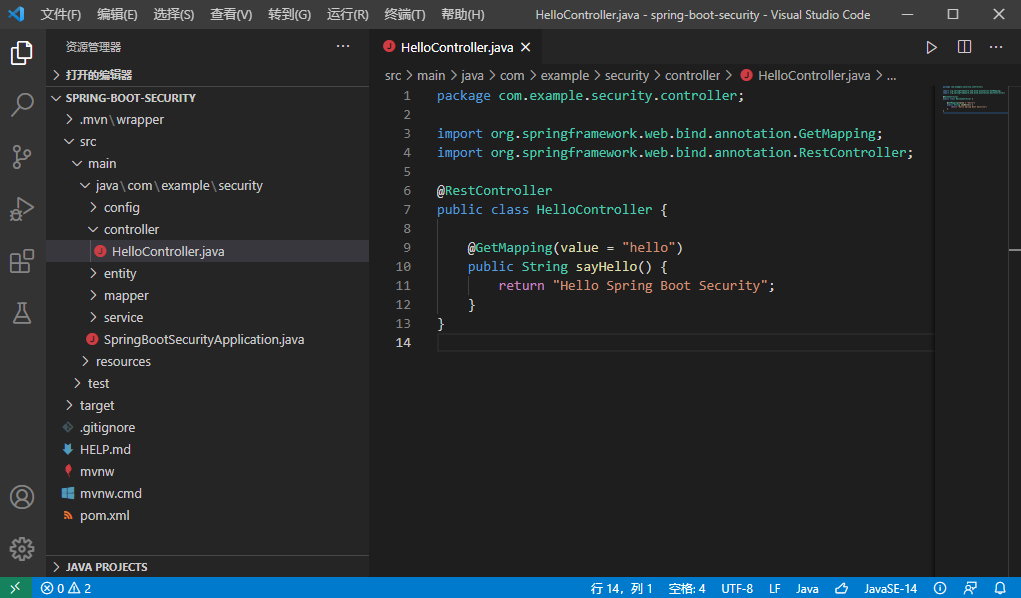 文件(F) 编辑(E) 选择(S) 查看(V) 转到(G) 运行(R) 终端(T) 帮助(H) HelloController.java - spring-boot-security - Visual Studio Code
资源管理器
打开的编辑器
SPRING-BOOT-SECURITY
.mvn\wrapper
src
main
java\com\example\security
config
controller
HelloController.java
entity
mapper
service
SpringBootSecurityApplication.java
resources
test
target
.gitignore
HELP.md
mvnw
mvnw.cmd
pom.xml
JAVA PROJECTS
HelloController.java
src > main > java > com > example > security > controller > HelloController.java > ...
1 package com.example.security.controller;
2
3 import org.springframework.web.bind.annotation.GetMapping;
4 import org.springframework.web.bind.annotation.RestController;
5
6 @RestController
7 public class HelloController {
8
9 @GetMapping(value = "hello")
10 public String sayHello() {
11 return "Hello Spring Boot Security";
12 }
13 }
14
0 2 行 14，列 1 空格: 4 UTF-8 LF Java JavaSE-14